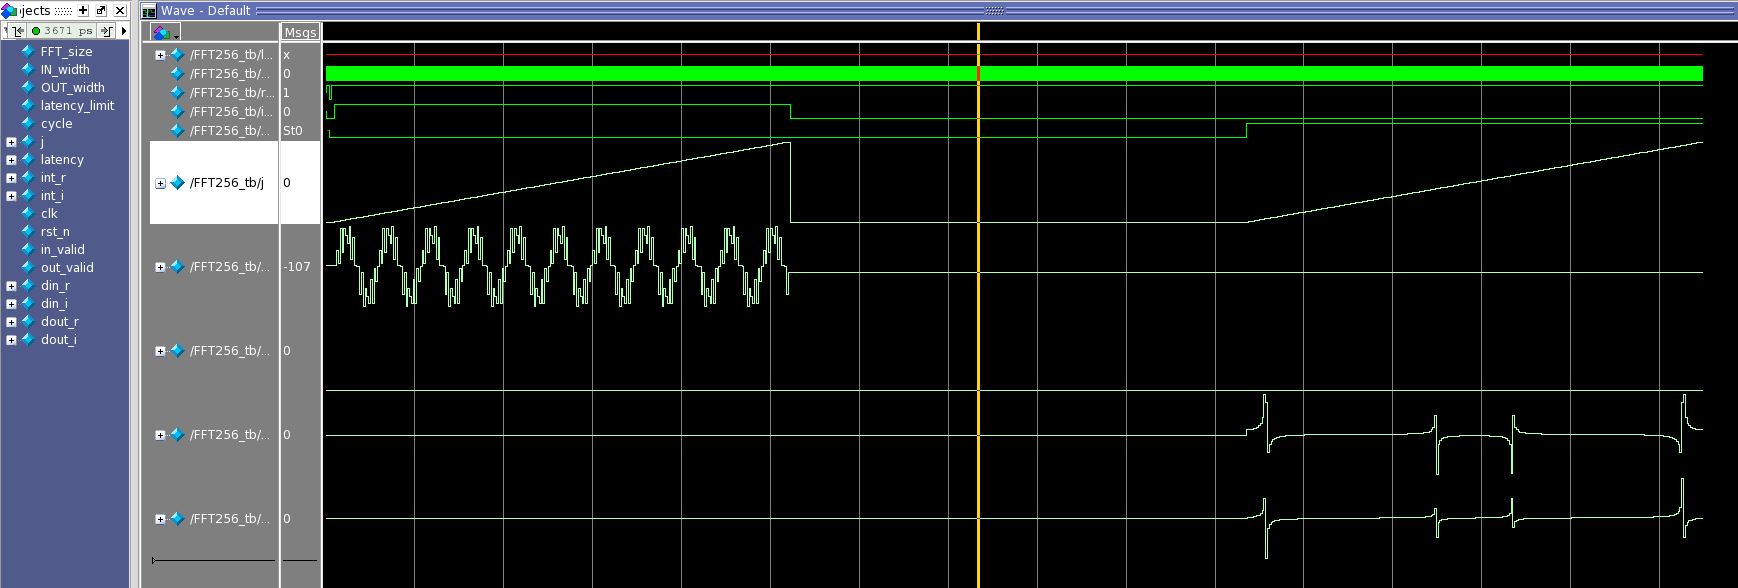 jects
3671 ps
FFT_size
IN_width
OUT_width
latency_limit
cycle
j
latency
int_r
int_i
clk
rst_n
in_valid
out_valid
din_r
din_i
dout_r
dout_i
Wave - Default
Msgs
/FFT256_tb/l... x
/FFT256_tb/... 0
/FFT256_tb/r... 1
/FFT256_tb/i... 0
/FFT256_tb/... St0
/FFT256_tb/j 0
/FFT256_tb/... -107
/FFT256_tb/... 0
/FFT256_tb/... 0
/FFT256_tb/... 0